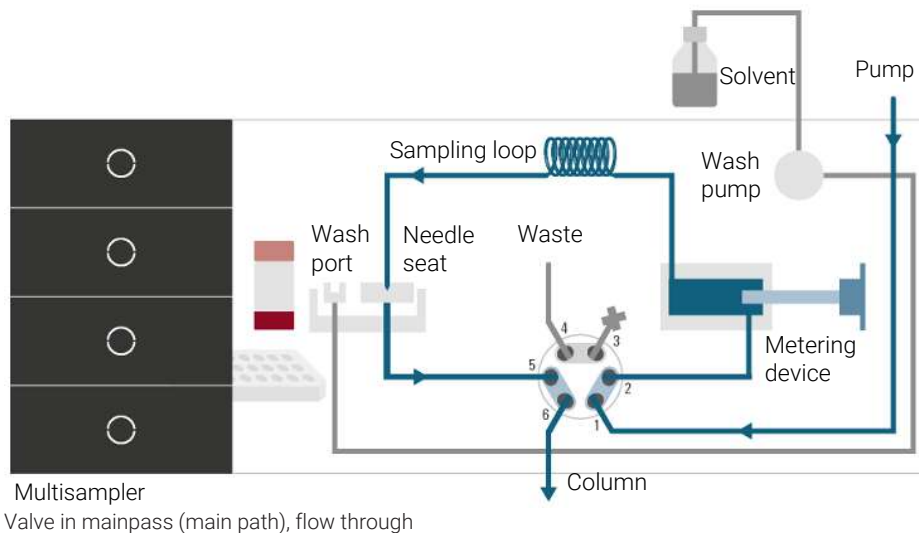 Solvent
Pump
Sampling loop
Wash
pump
Wash
port
Needle
seat
Waste
4
3
5
2
6
1
Metering
device
Column
Multisampler
Valve in mainpass (main path), flow through